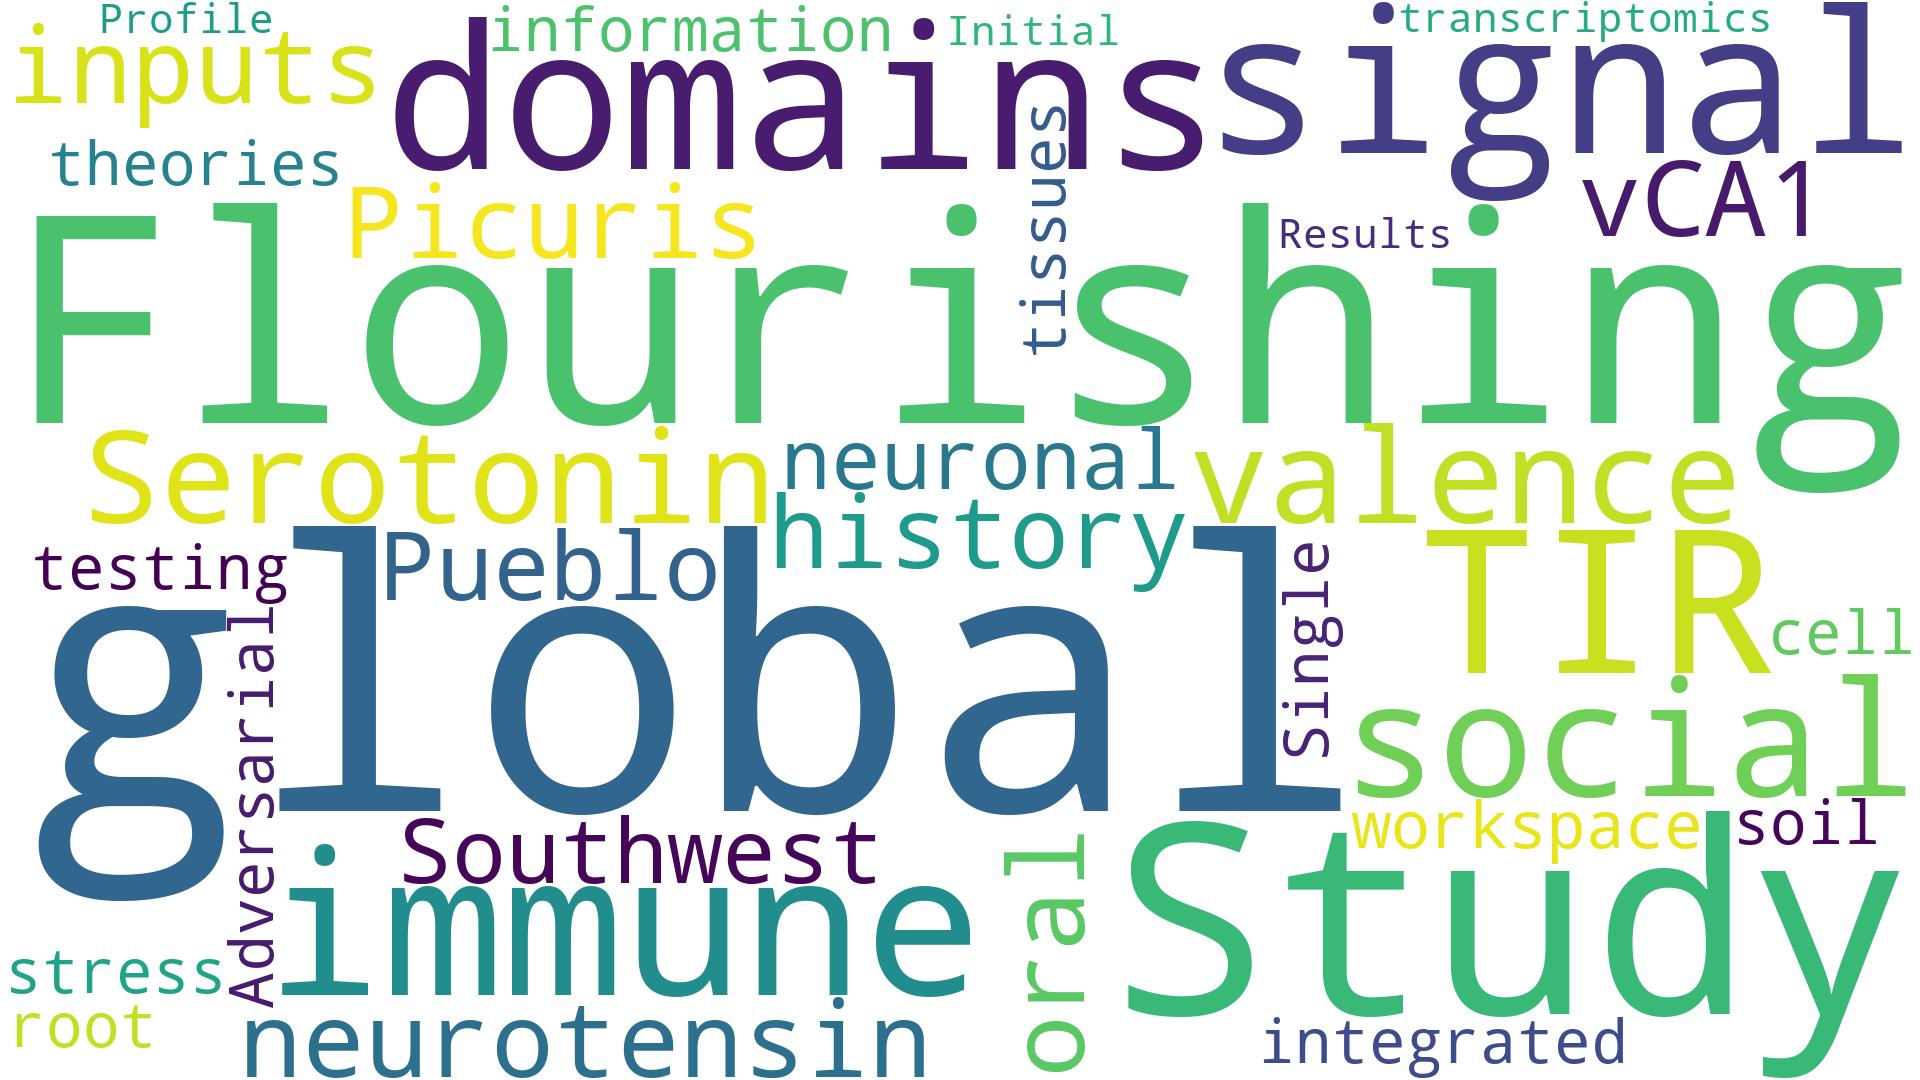 Profile
information
Initial
transcriptomics
inputs
domains
signal
theories
tissues
vCA1
Picuris
Results
Flourishing
Serotonin
neuronal
valence
history
testing
Pueblo
Single
TIR
global
cell
Adversarial
social
Southwest
workspace
soil
immune
oral
Study
stress
root
neurotensin
integrated